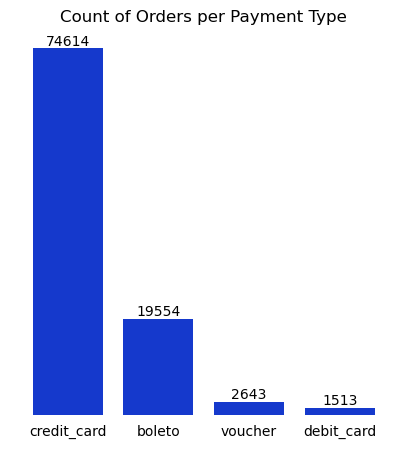 Count of Orders per Payment Type
74614
19554
2643
1513
credit_card
boleto
voucher
debit_card